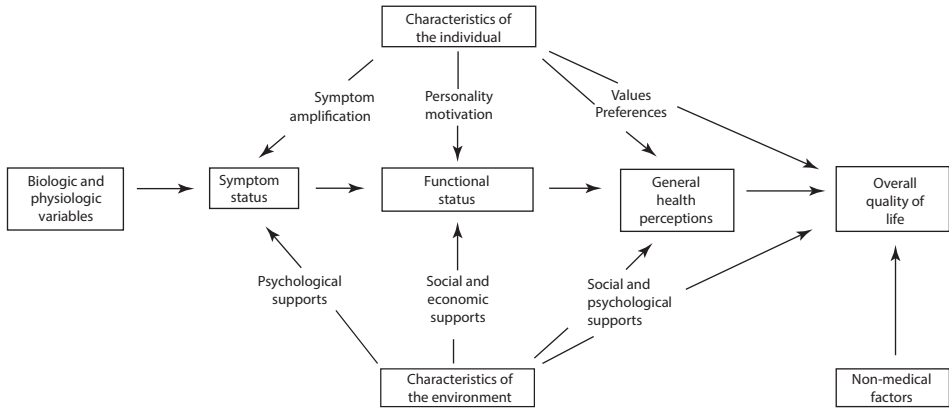 Characteristics of
the individual
Symptom
amplification
Personality
motivation
Values
Preferences
Biologic and
physiologic
variables
Symptom
status
Functional
status
General
health
perceptions
Overall
quality of
life
Psychological
supports
Social and
economic
supports
Social and
psychological
supports
Characteristics of
the environment
Non-medical
factors